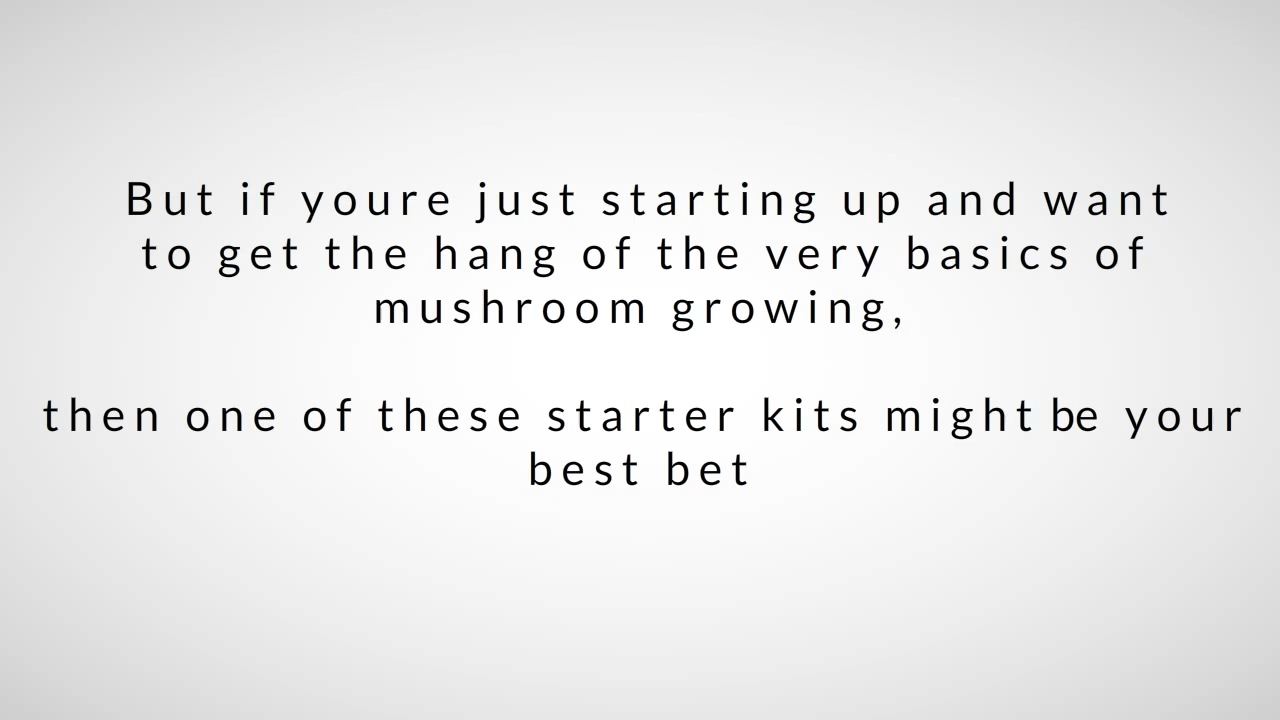 But if youre just starting up and want
to get the hang of the very basics of
mushroom growing,
then one of these starter kits might be your
best bet